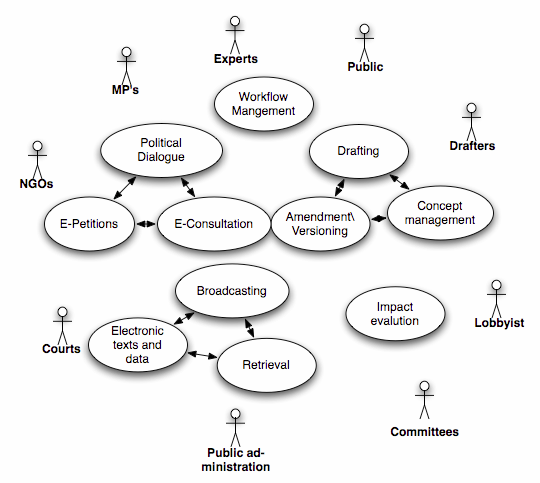 Experts
Public
MP's
Workflow
Mangement
Political
Dialogue
Drafting
Drafters
NGOs
E-Petitions
E-Consultation
Amendment\
Versioning
Concept
management
Broadcasting
Impact
evalution
Lobbyist
Courts
Electronic
texts and
data
Retrieval
Committees
Public ad-
ministration